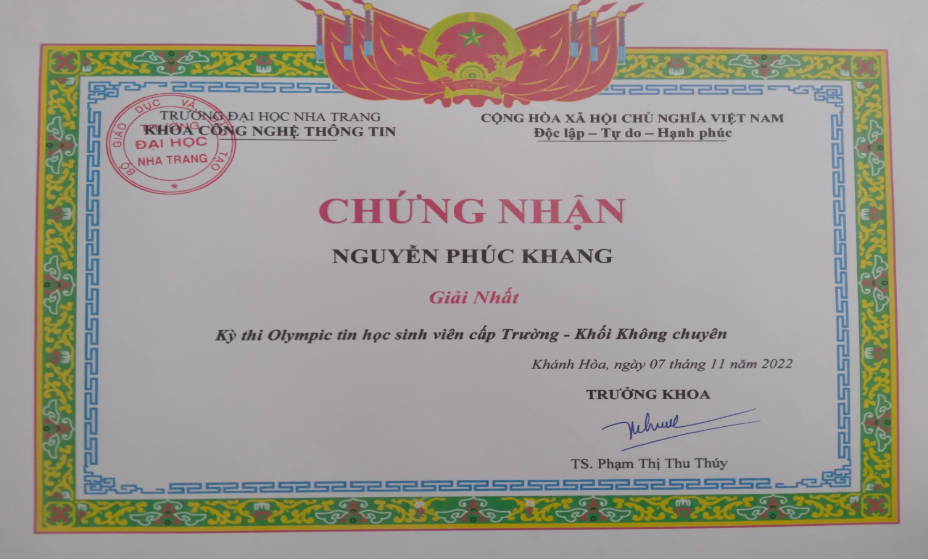 TRƯỜNG ĐẠI HỌC NHA TRANG
KHOA CÔNG NGHỆ THÔNG TIN
CỘNG HÒA XÃ HỘI CHỦ NGHĨA VIỆT NAM
Độc lập – Tự do – Hạnh phúc
BỘ GIÁO DỤC VÀ ĐÀO TẠO
TRƯỜNG
ĐẠI HỌC
NHA TRANG
CHỨNG NHẬN
NGUYỄN PHÚC KHANG
Giải Nhất
Kỳ thi Olympic tin học sinh viên cấp Trường - Khối Không chuyên
Khánh Hòa, ngày 07 tháng 11 năm 2022
TRƯỞNG KHOA
TS. Phạm Thị Thu Thúy